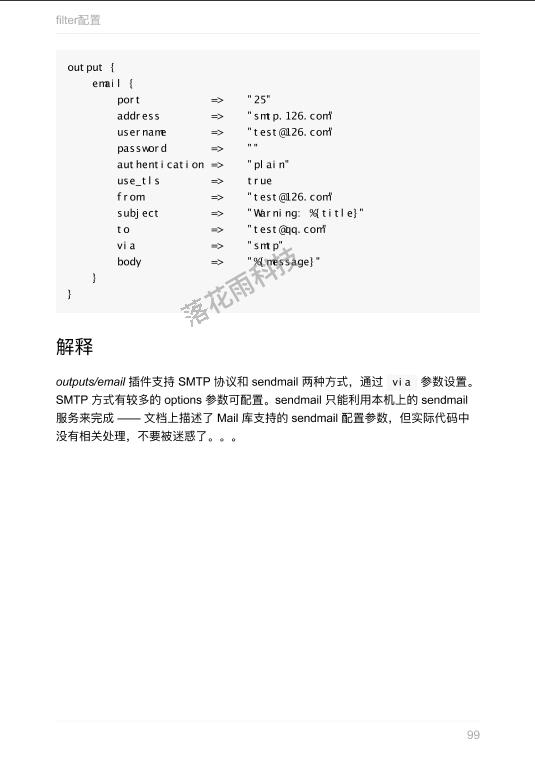 filter配置
output {
    email {
        port           =>    "25"
        address        =>    "smtp.126.com"
        username       =>    "test@126.com"
        password       =>    ""
        authentication =>    "plain"
        use_tls        =>    true
        from           =>    "test@126.com"
        subject        =>    "Warning: %{title}"
        to             =>    "test@qq.com"
        via            =>    "smtp"
        body           =>    "%{message}"
    }
}
落花雨科技
解释
outputs/email 插件支持 SMTP 协议和 sendmail 两种方式，通过 via 参数设置。
SMTP 方式有较多的 options 参数可配置。sendmail 只能利用本机上的 sendmail
服务来完成 —— 文档上描述了 Mail 库支持的 sendmail 配置参数，但实际代码中
没有相关处理，不要被迷惑了。。。
99